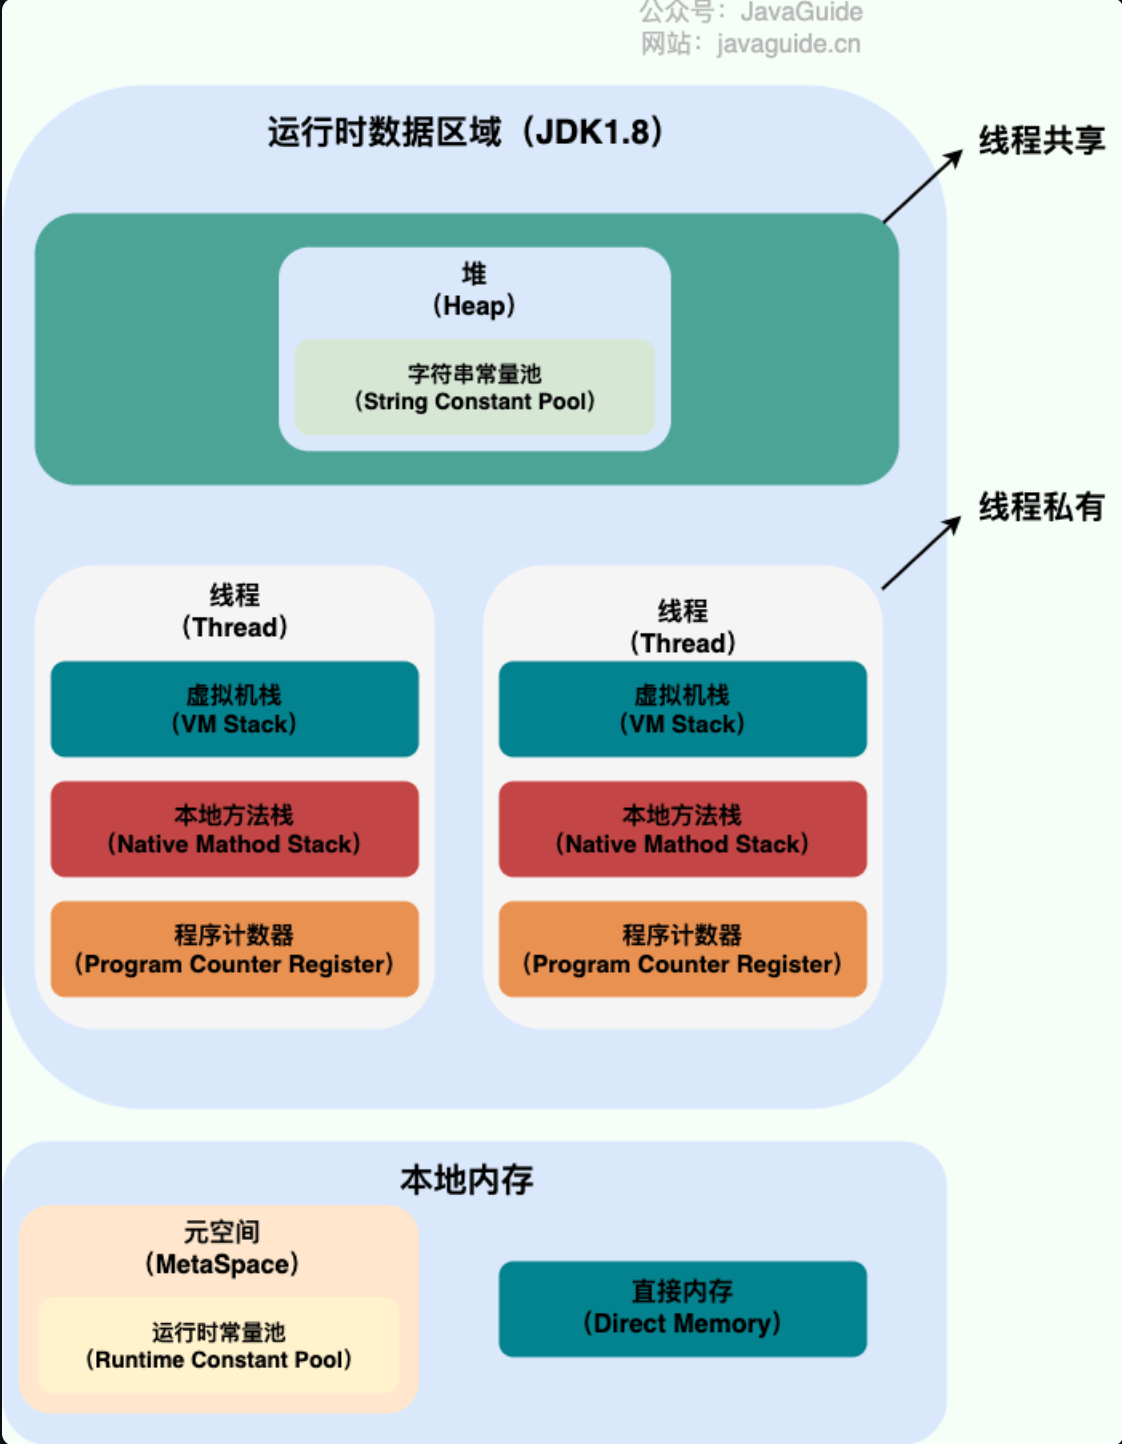 公众号：JavaGuide
网站：javaguide.cn
运行时数据区域（JDK1.8）
线程共享
堆
（Heap）
字符串常量池
（String Constant Pool）
线程私有
线程
（Thread）
虚拟机栈
（VM Stack）
本地方法栈
（Native Mathod Stack）
程序计数器
（Program Counter Register）
线程
（Thread）
虚拟机栈
（VM Stack）
本地方法栈
（Native Mathod Stack）
程序计数器
（Program Counter Register）
本地内存
元空间
（MetaSpace）
运行时常量池
（Runtime Constant Pool）
直接内存
（Direct Memory）